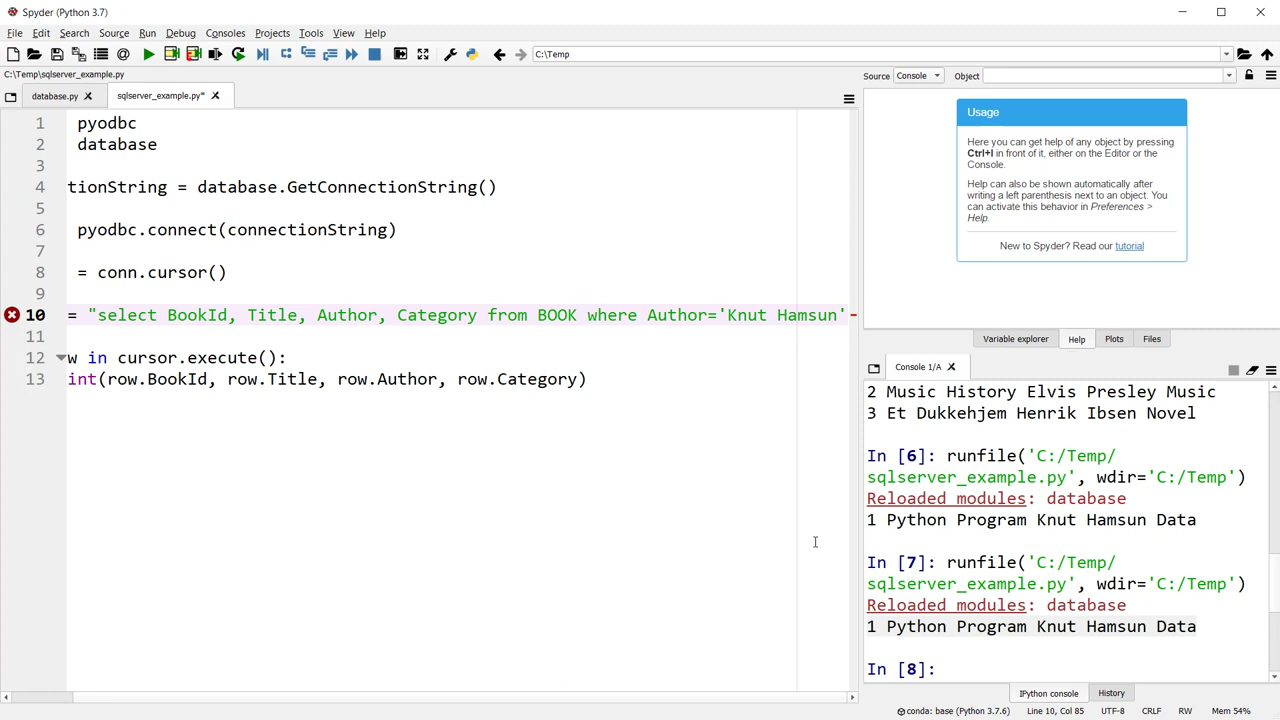 Spyder (Python 3.7)
File Edit Search Source Run Debug Consoles Projects Tools View Help
C:\Temp
C:\Temp\sqlserver_example.py
database.py
sqlserver_example.py*
1 pyodbc
2 database
3
4 tionString = database.GetConnectionString()
5
6 pyodbc.connect(connectionString)
7
8 = conn.cursor()
9
10 = "select BookId, Title, Author, Category from BOOK where Author='Knut Hamsun'
11
12 w in cursor.execute():
13 int(row.BookId, row.Title, row.Author, row.Category)
Source Console Object
Usage
Here you can get help of any object by pressing
Ctrl+I in front of it, either on the Editor or the
Console.
Help can also be shown automatically after
writing a left parenthesis next to an object. You
can activate this behavior in Preferences >
Help.
New to Spyder? Read our tutorial
Variable explorer Help Plots Files
Console 1/A
2 Music History Elvis Presley Music
3 Et Dukkehjem Henrik Ibsen Novel
In [6]: runfile('C:/Temp/
sqlserver_example.py', wdir='C:/Temp')
Reloaded modules: database
1 Python Program Knut Hamsun Data
In [7]: runfile('C:/Temp/
sqlserver_example.py', wdir='C:/Temp')
Reloaded modules: database
1 Python Program Knut Hamsun Data
In [8]:
IPython console History
conda: base (Python 3.7.6) Line 10, Col 85 UTF-8 CRLF RW Mem 54%